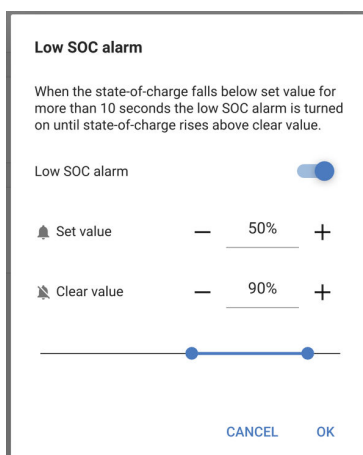 Low SOC alarm
When the state-of-charge falls below set value for
more than 10 seconds the low SOC alarm is turned
on until state-of-charge rises above clear value.
Low SOC alarm
Set value − 50% +
Clear value − 90% +
CANCEL OK